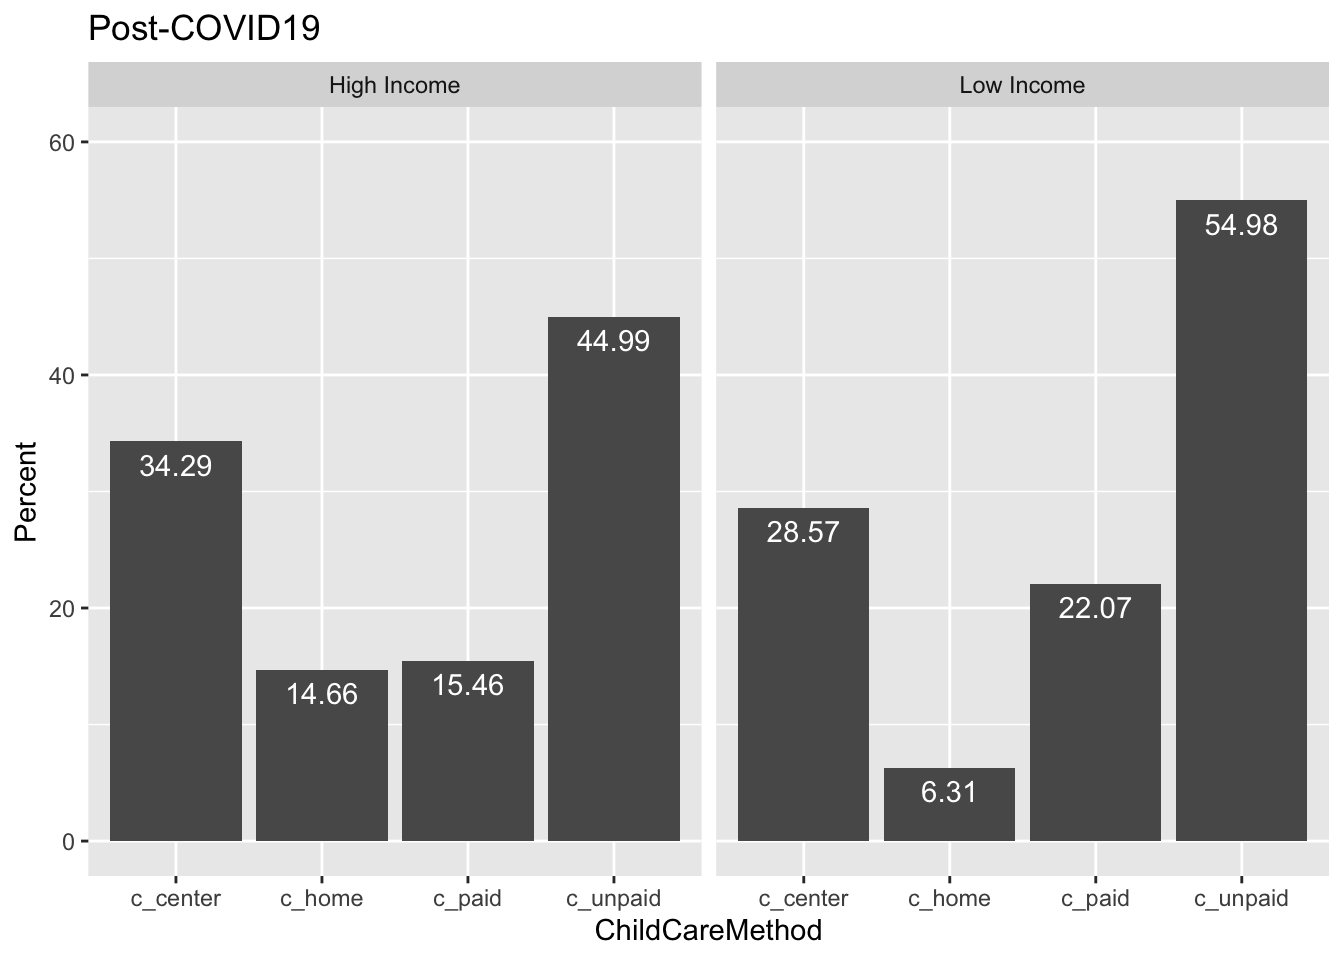 Post-COVID19
High Income Low Income
60
40
20
0
Percent
34.29 14.66 15.46 44.99
28.57 6.31 22.07 54.98
c_center c_home c_paid c_unpaid c_center c_home c_paid c_unpaid
ChildCareMethod